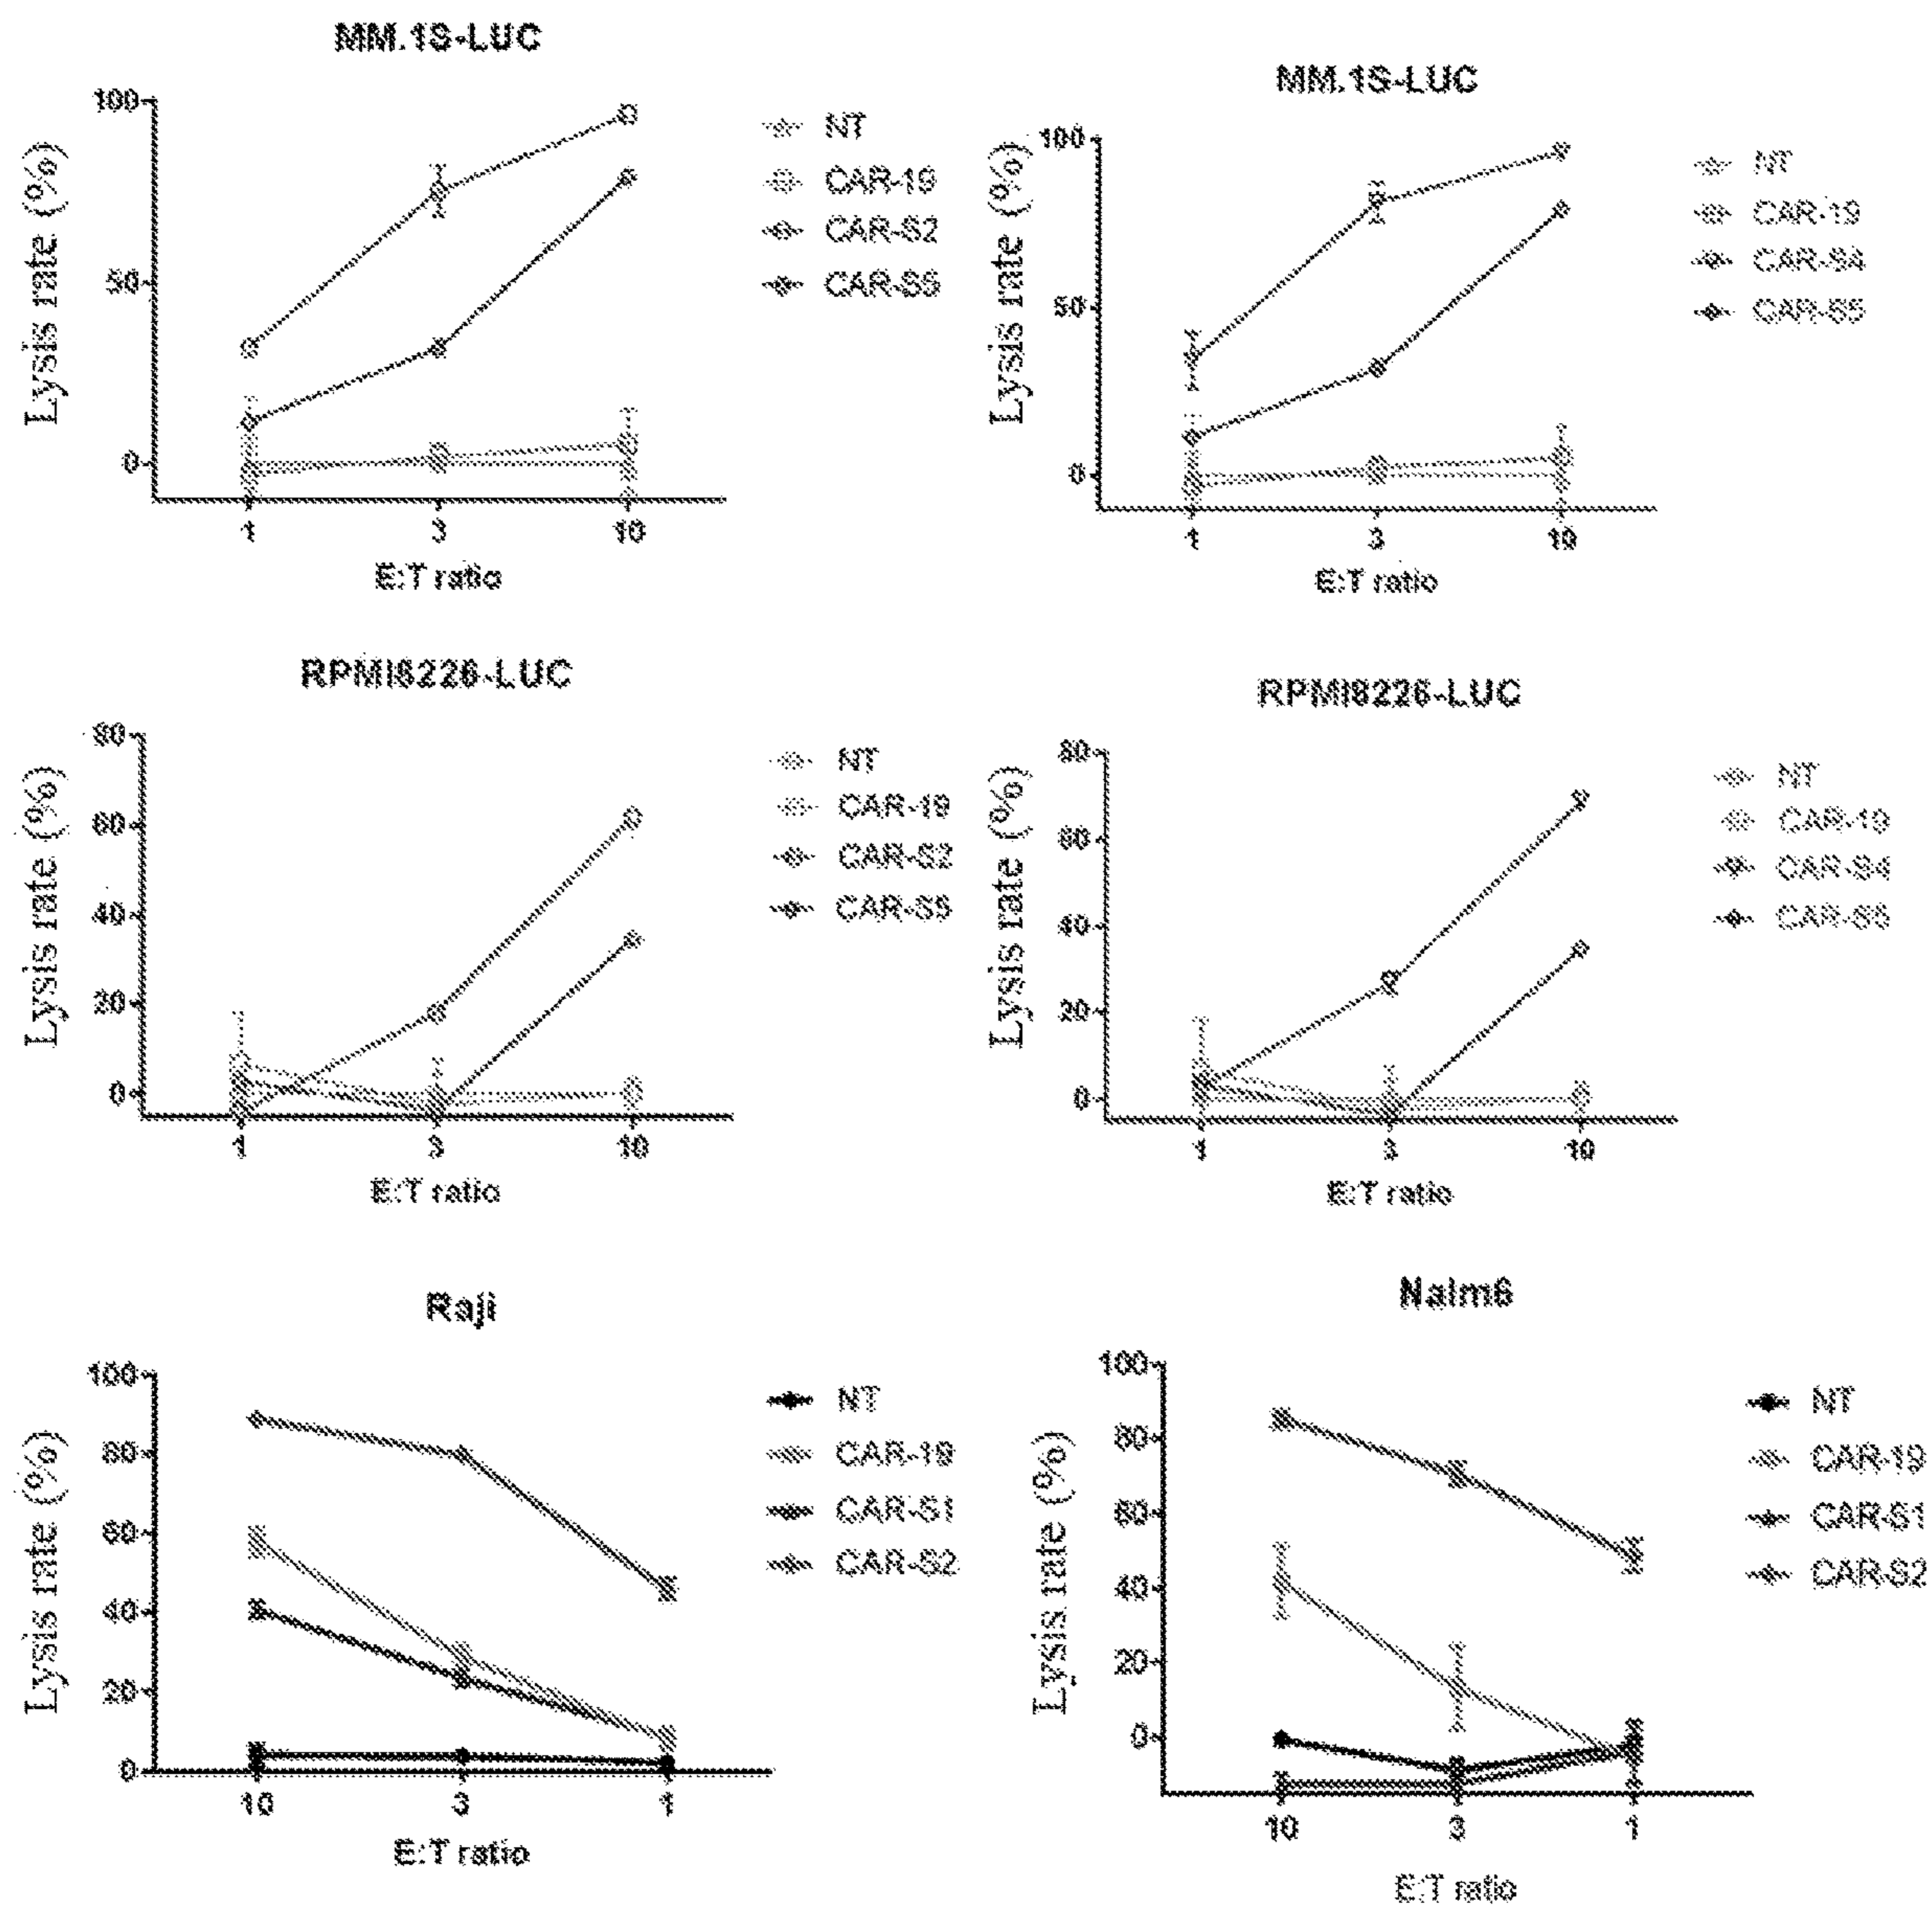 MM.1S-LUC
Lysis rate (%)
100
50
0
1 3 10
E:T ratio
NT
CAR-19
CAR-S2
CAR-S5
MM.1S-LUC
Lysis rate (%)
100
50
0
1 3 10
E:T ratio
NT
CAR-19
CAR-S4
CAR-S5
RPMI8226-LUC
Lysis rate (%)
80
60
40
20
0
1 3 10
E:T ratio
NT
CAR-19
CAR-S2
CAR-S5
RPMI8226-LUC
Lysis rate (%)
80
60
40
20
0
1 3 10
E:T ratio
NT
CAR-19
CAR-S4
CAR-S5
Raji
Lysis rate (%)
100
80
60
40
20
0
10 3 1
E:T ratio
NT
CAR-19
CAR-S1
CAR-S2
Nalm6
Lysis rate (%)
100
80
60
40
20
0
10 3 1
E:T ratio
NT
CAR-19
CAR-S1
CAR-S2